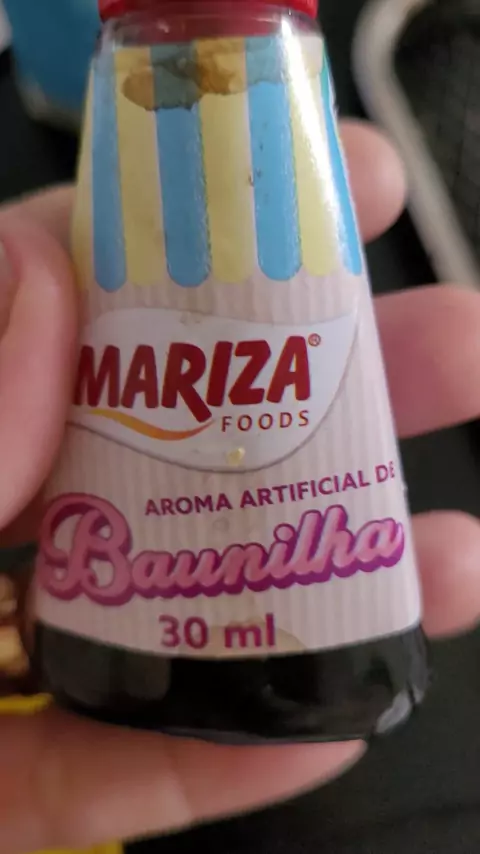 MARIZA®
FOODS
AROMA ARTIFICIAL DE
Baunilha
30 ml